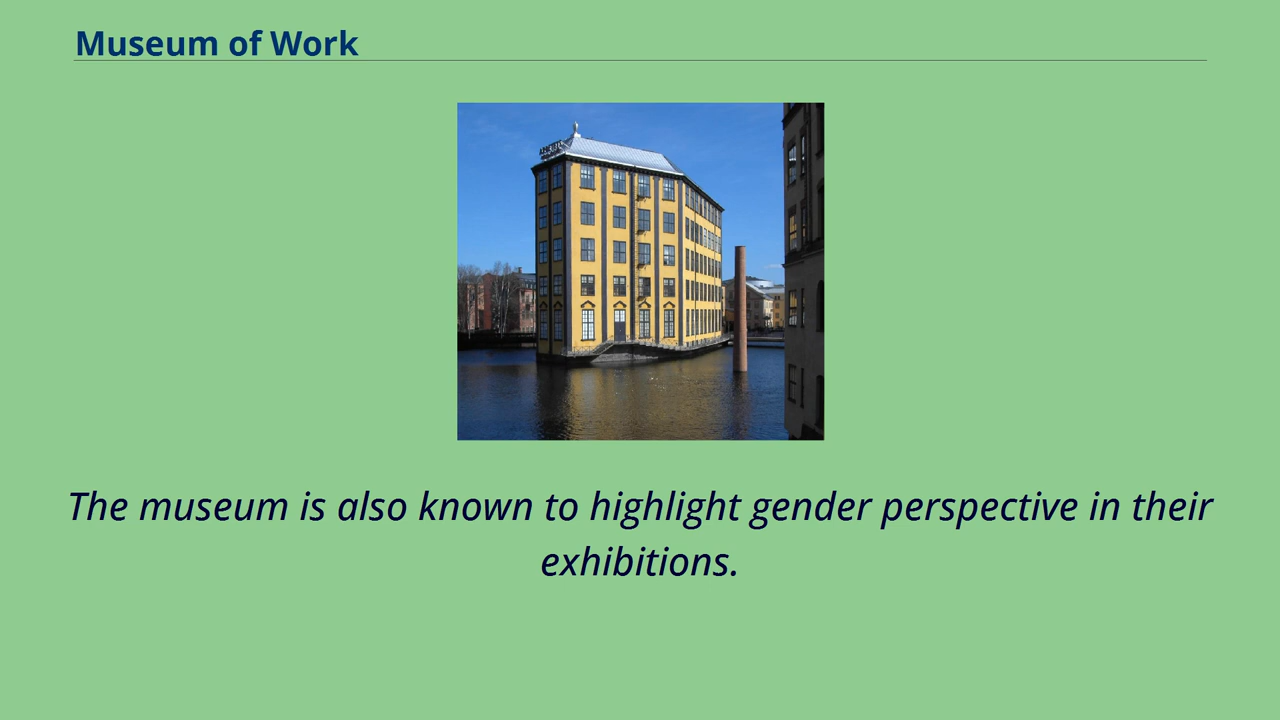 Museum of Work
The museum is also known to highlight gender perspective in their
exhibitions.